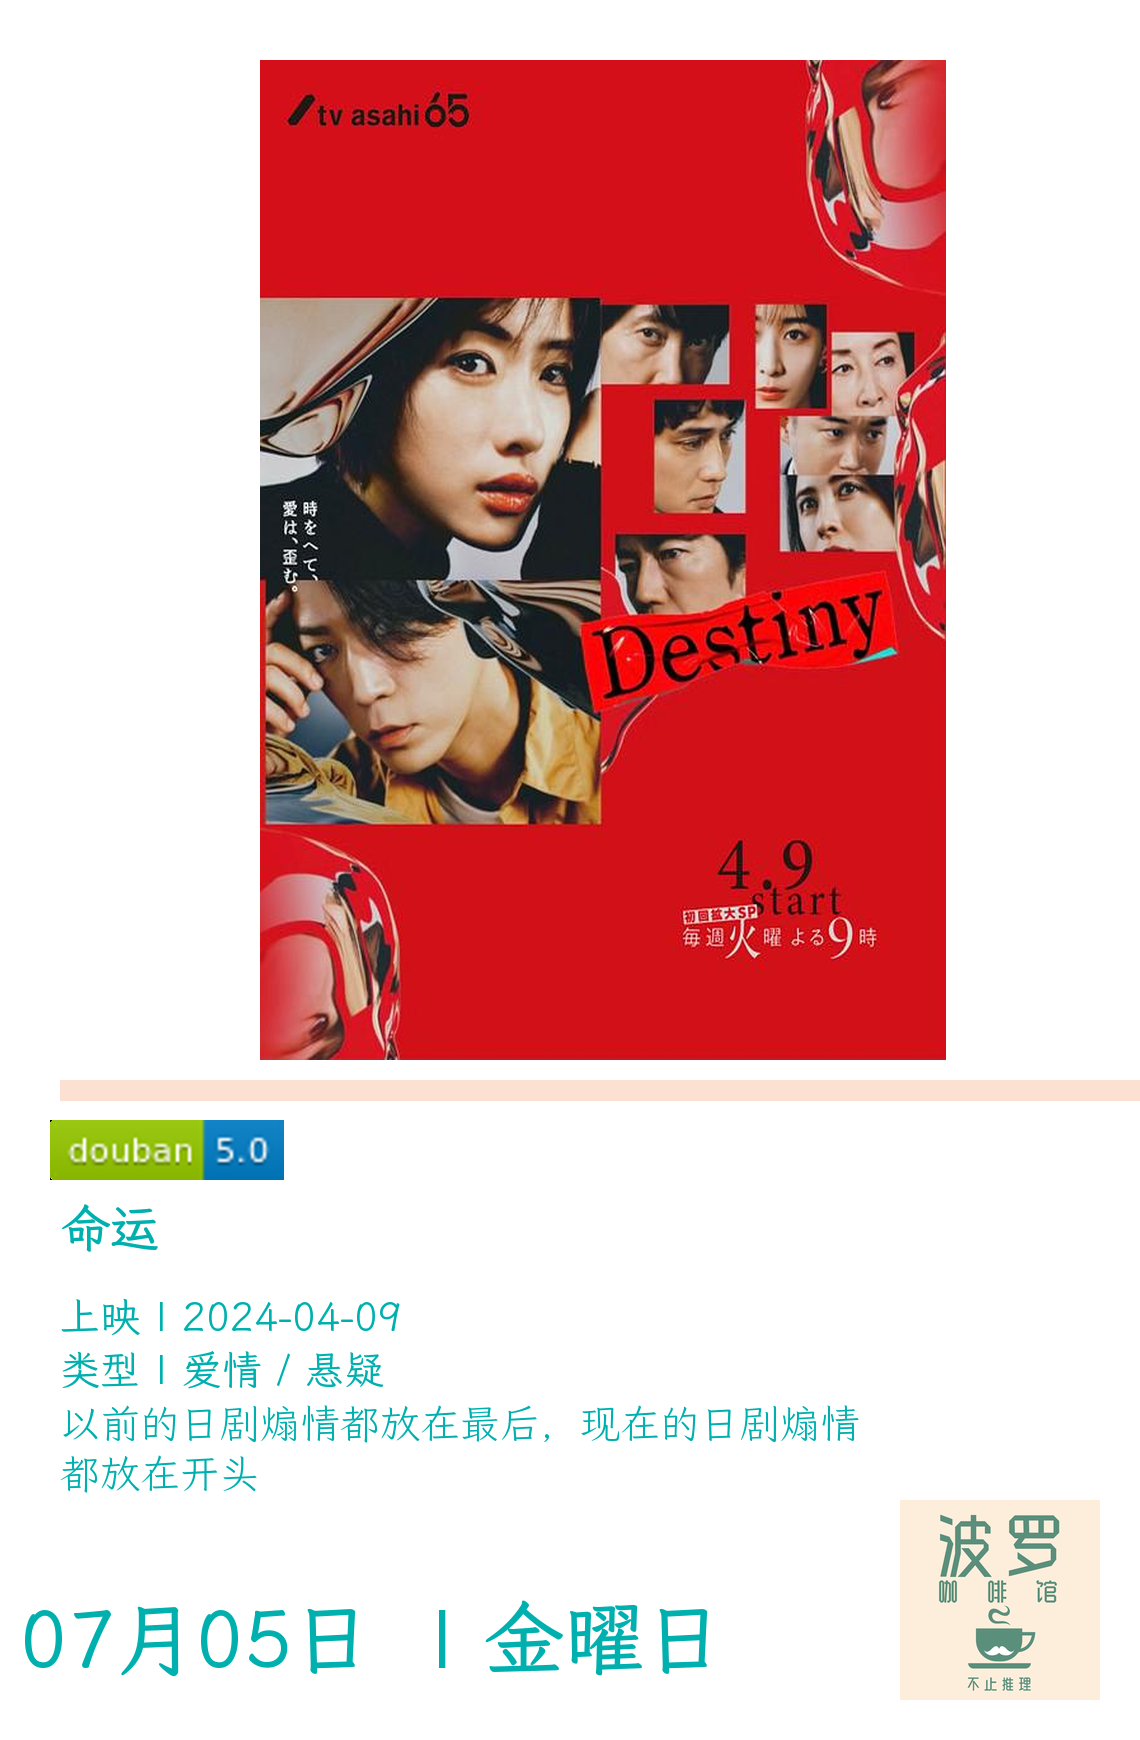 tv asahi 65
時をへて、
愛は、歪む。
Destiny
4.9
start
初回拡大SP
毎週火曜 よる9時
douban 5.0
命运
上映 | 2024-04-09
类型 | 爱情 / 悬疑
以前的日剧煽情都放在最后，现在的日剧煽情
都放在开头
07月05日 | 金曜日
波罗
咖啡馆
不止推理